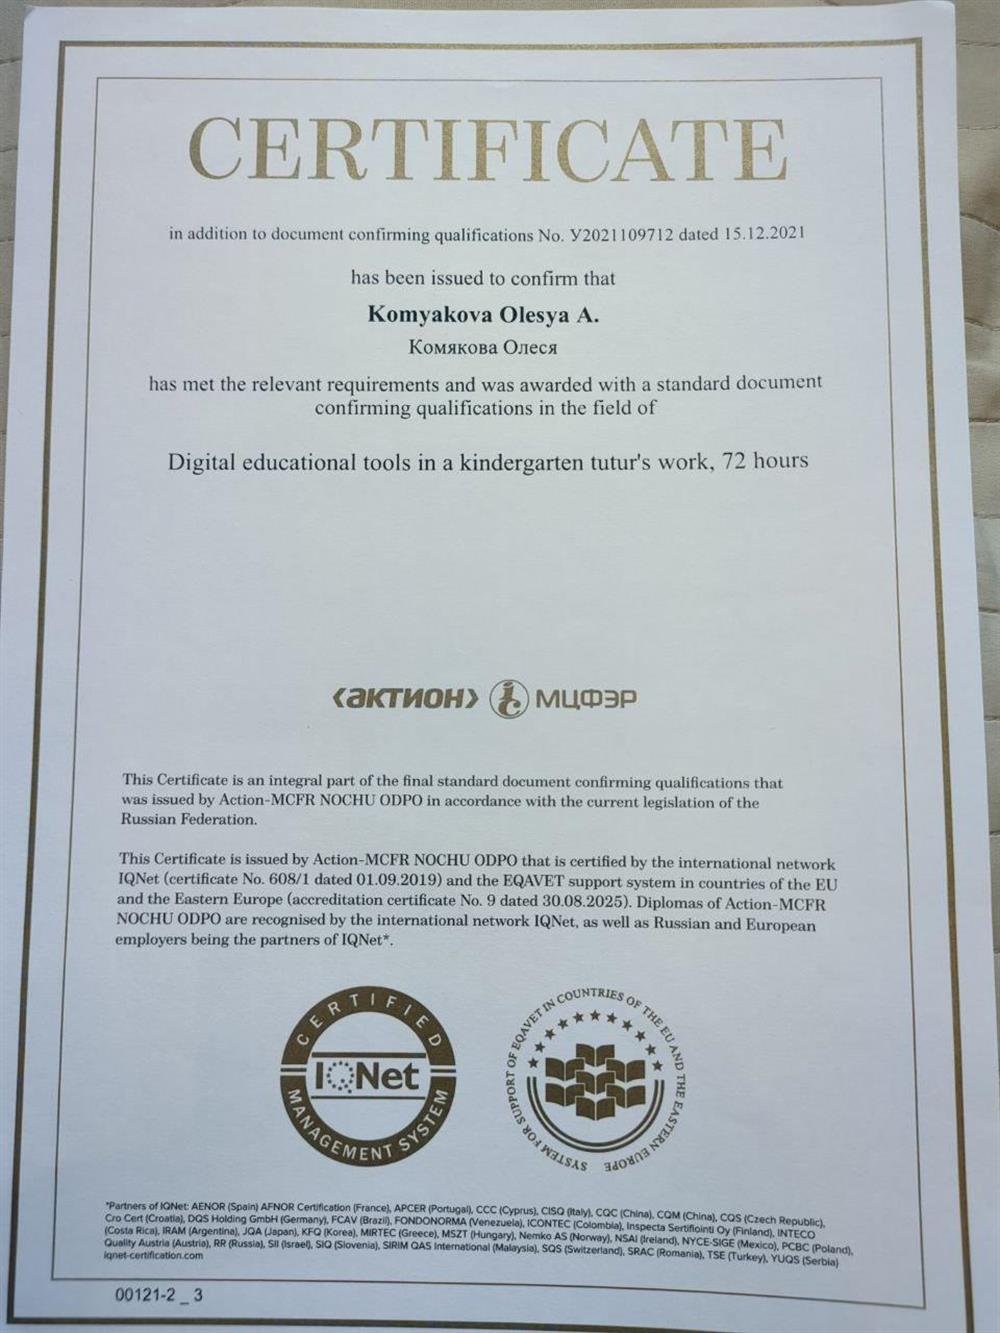 CERTIFICATE
in addition to document confirming qualifications No. У2021109712 dated 15.12.2021
has been issued to confirm that
Komyakova Olesya A.
Комякова Олеся
has met the relevant requirements and was awarded with a standard document
confirming qualifications in the field of
Digital educational tools in a kindergarten tutur's work, 72 hours
‹актион› ic МЦФЭР
This Certificate is an integral part of the final standard document confirming qualifications that
was issued by Action-MCFR NOCHU ODPO in accordance with the current legislation of the
Russian Federation.
This Certificate is issued by Action-MCFR NOCHU ODPO that is certified by the international network
IQNet (certificate No. 608/1 dated 01.09.2019) and the EQAVET support system in countries of the EU
and the Eastern Europe (accreditation certificate No. 9 dated 30.08.2025). Diplomas of Action-MCFR
NOCHU ODPO are recognised by the international network IQNet, as well as Russian and European
employers being the partners of IQNet*.
CERTIFIED
IQNet
MANAGEMENT SYSTEM
SYSTEM FOR SUPPORT OF EQAVET IN COUNTRIES OF THE EU AND THE EASTERN EUROPE
*Partners of IQNet: AENOR (Spain) AFNOR Certification (France), APCER (Portugal), CCC (Cyprus), CISQ (Italy), CQC (China), CQM (China), CQS (Czech Republic),
Cro Cert (Croatia), DQS Holding GmbH (Germany), FCAV (Brazil), FONDONORMA (Venezuela), ICONTEC (Colombia), Inspecta Sertifiointi Oy (Finland), INTECO
(Costa Rica), IRAM (Argentina), JQA (Japan), KFQ (Korea), MIRTEC (Greece), MSZT (Hungary), Nemko AS (Norway), NSAI (Ireland), NYCE-SIGE (Mexico), PCBC (Poland),
Quality Austria (Austria), RR (Russia), SII (Israel), SIQ (Slovenia), SIRIM QAS International (Malaysia), SQS (Switzerland), SRAC (Romania), TSE (Turkey), YUQS (Serbia)
iqnet-certification.com
00121-2 _ 3